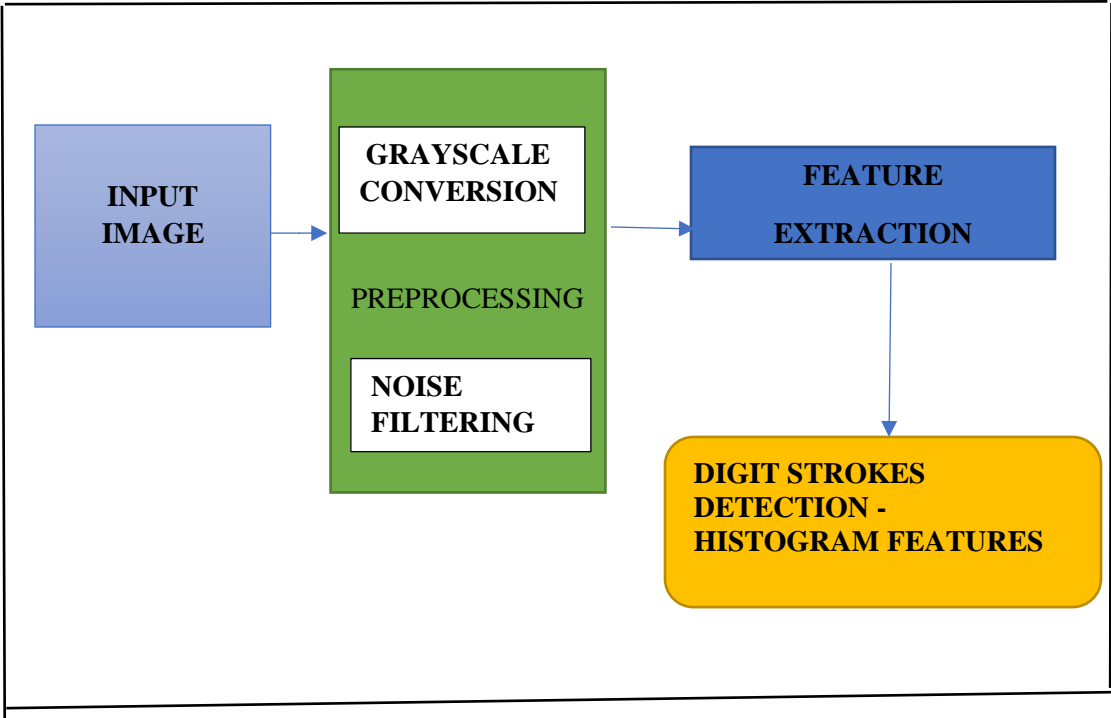 INPUT
IMAGE
GRAYSCALE
CONVERSION
PREPROCESSING
NOISE
FILTERING
FEATURE
EXTRACTION
DIGIT STROKES
DETECTION -
HISTOGRAM FEATURES